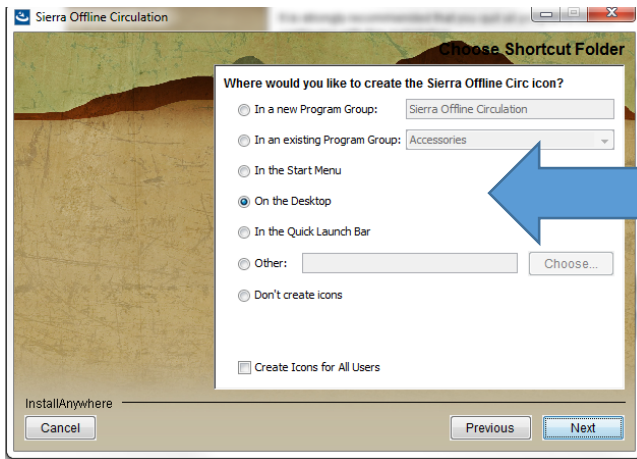 Sierra Offline Circulation
Choose Shortcut Folder
Where would you like to create the Sierra Offline Circ icon?
In a new Program Group: Sierra Offline Circulation
In an existing Program Group: Accessories
In the Start Menu
On the Desktop
In the Quick Launch Bar
Other: Choose...
Don't create icons
Create Icons for All Users
InstallAnywhere
Cancel Previous Next